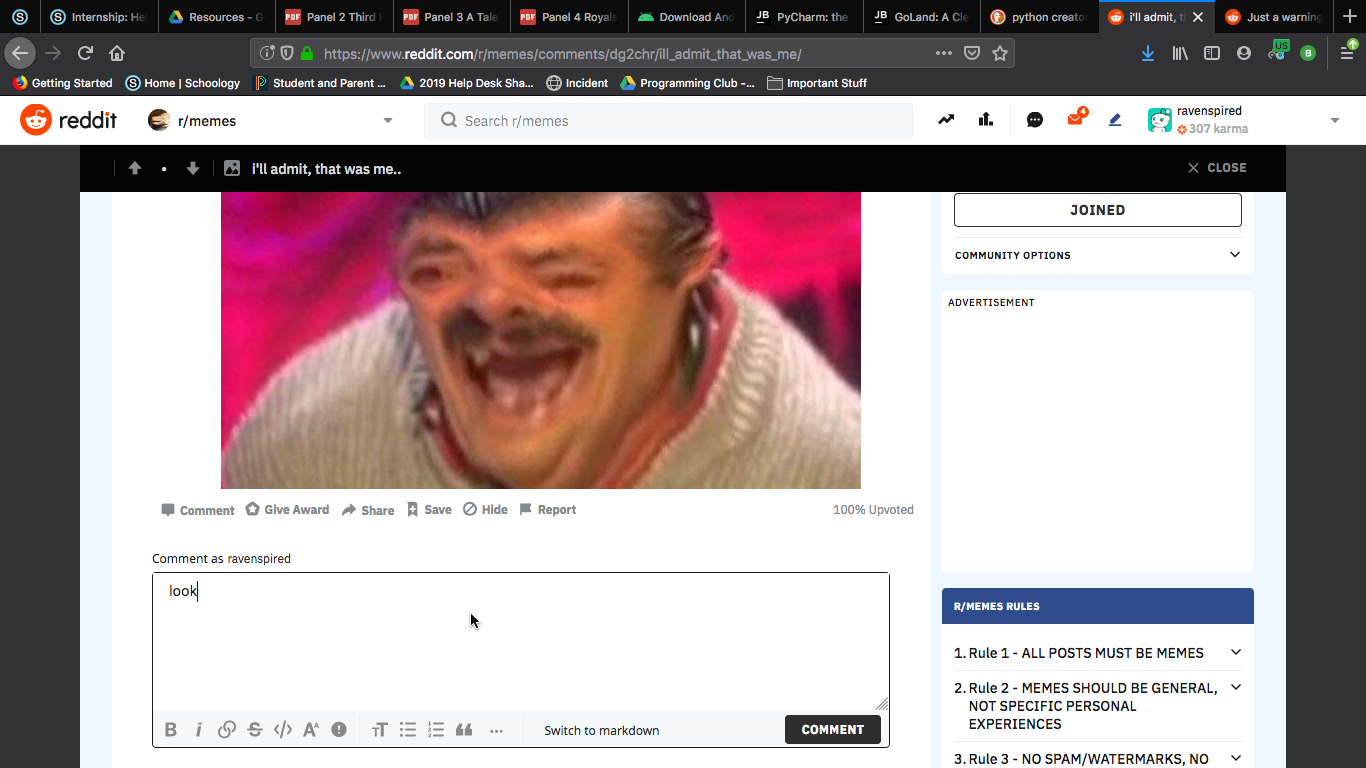 Internship: He
Resources - G
Panel 2 Third
Panel 3 A Tale
Panel 4 Royals
Download And
PyCharm: the
GoLand: A Cle
python creato
i'll admit, t
Just a warning
https://www.reddit.com/r/memes/comments/dg2chr/ill_admit_that_was_me/
US
B
Getting Started
Home | Schoology
Student and Parent ...
2019 Help Desk Sha...
Incident
Programming Club -...
Important Stuff
reddit
r/memes
Search r/memes
4
ravenspired
307 karma
i'll admit, that was me..
CLOSE
JOINED
COMMUNITY OPTIONS
ADVERTISEMENT
Comment
Give Award
Share
Save
Hide
Report
100% Upvoted
Comment as ravenspired
look
Switch to markdown
COMMENT
R/MEMES RULES
1. Rule 1 - ALL POSTS MUST BE MEMES
2. Rule 2 - MEMES SHOULD BE GENERAL,
NOT SPECIFIC PERSONAL
EXPERIENCES
3. Rule 3 - NO SPAM/WATERMARKS, NO